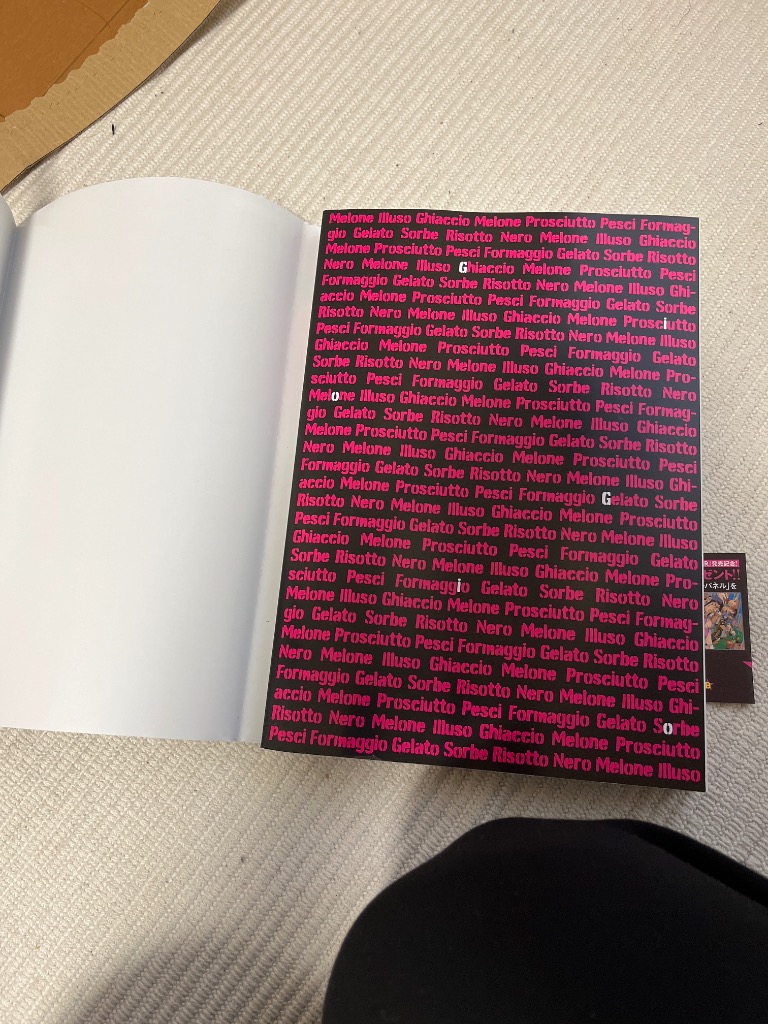 Melone Illuso Ghiaccio Melone Prosciutto Pesci Formag-
gio Gelato Sorbe Risotto Nero Melone Illuso Ghiaccio
Melone Prosciutto Pesci Formaggio Gelato Sorbe Risotto
Nero Melone Illuso Ghiaccio Melone Prosciutto Pesci
Formaggio Gelato Sorbe Risotto Nero Melone Illuso Ghi-
accio Melone Prosciutto Pesci Formaggio Gelato Sorbe
Risotto Nero Melone Illuso Ghiaccio Melone Prosciutto
Pesci Formaggio Gelato Sorbe Risotto Nero Melone Illuso
Ghiaccio Melone Prosciutto Pesci Formaggio Gelato
Sorbe Risotto Nero Melone Illuso Ghiaccio Melone Pro-
sciutto Pesci Formaggio Gelato Sorbe Risotto Nero
Melone Illuso Ghiaccio Melone Prosciutto Pesci Formag-
gio Gelato Sorbe Risotto Nero Melone Illuso Ghiaccio
Melone Prosciutto Pesci Formaggio Gelato Sorbe Risotto
Nero Melone Illuso Ghiaccio Melone Prosciutto Pesci
Formaggio Gelato Sorbe Risotto Nero Melone Illuso Ghi-
accio Melone Prosciutto Pesci Formaggio Gelato Sorbe
Risotto Nero Melone Illuso Ghiaccio Melone Prosciutto
Pesci Formaggio Gelato Sorbe Risotto Nero Melone Illuso
Ghiaccio Melone Prosciutto Pesci Formaggio Gelato
Sorbe Risotto Nero Melone Illuso Ghiaccio Melone Pro-
sciutto Pesci Formaggio Gelato Sorbe Risotto Nero
Melone Illuso Ghiaccio Melone Prosciutto Pesci Formag-
gio Gelato Sorbe Risotto Nero Melone Illuso Ghiaccio
Melone Prosciutto Pesci Formaggio Gelato Sorbe Risotto
Nero Melone Illuso Ghiaccio Melone Prosciutto Pesci
Formaggio Gelato Sorbe Risotto Nero Melone Illuso Ghi-
accio Melone Prosciutto Pesci Formaggio Gelato Sorbe
Risotto Nero Melone Illuso Ghiaccio Melone Prosciutto
Pesci Formaggio Gelato Sorbe Risotto Nero Melone Illuso
発売記念!
ゼント!!
パネル」を